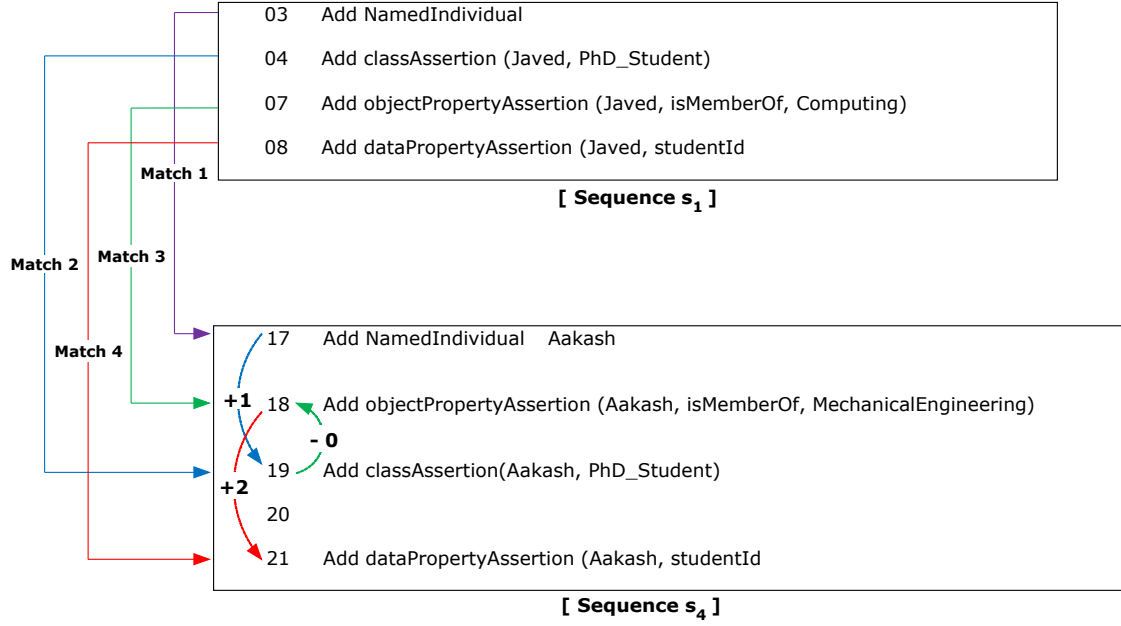 03 Add NamedIndividual
04 Add classAssertion (Javed, PhD_Student)
07 Add objectPropertyAssertion (Javed, isMemberOf, Computing)
08 Add dataPropertyAssertion (Javed, studentId
Match 1
[ Sequence s1 ]
Match 3
Match 2
17 Add NamedIndividual Aakash
Match 4
+1
18 Add objectPropertyAssertion (Aakash, isMemberOf, MechanicalEngineering)
- 0
19 Add classAssertion(Aakash, PhD_Student)
+2
20
21 Add dataPropertyAssertion (Aakash, studentId
[ Sequence s4 ]